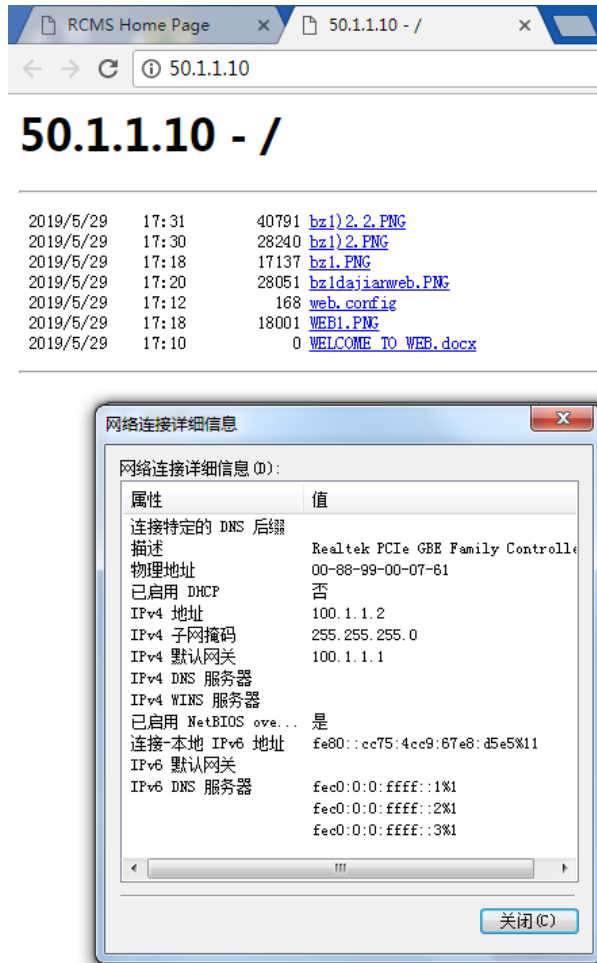 RCMS Home Page
50.1.1.10 - /
50.1.1.10
50.1.1.10 - /
2019/5/29 17:31 40791 bz1)2.2.PNG
2019/5/29 17:30 28240 bz1)2.PNG
2019/5/29 17:18 17137 bz1.PNG
2019/5/29 17:20 28051 bz1dajianweb.PNG
2019/5/29 17:12 168 web.config
2019/5/29 17:18 18001 WEB1.PNG
2019/5/29 17:10 0 WELCOME TO WEB.docx
网络连接详细信息
网络连接详细信息(D):
属性 值
连接特定的 DNS 后缀
描述 Realtek PCIe GBE Family Controlle
物理地址 00-88-99-00-07-61
已启用 DHCP 否
IPv4 地址 100.1.1.2
IPv4 子网掩码 255.255.255.0
IPv4 默认网关 100.1.1.1
IPv4 DNS 服务器
IPv4 WINS 服务器
已启用 NetBIOS ove... 是
连接-本地 IPv6 地址 fe80::cc75:4cc9:67e8:d5e5%11
IPv6 默认网关
IPv6 DNS 服务器 fec0:0:0:ffff::1%1
fec0:0:0:ffff::2%1
fec0:0:0:ffff::3%1
关闭(C)